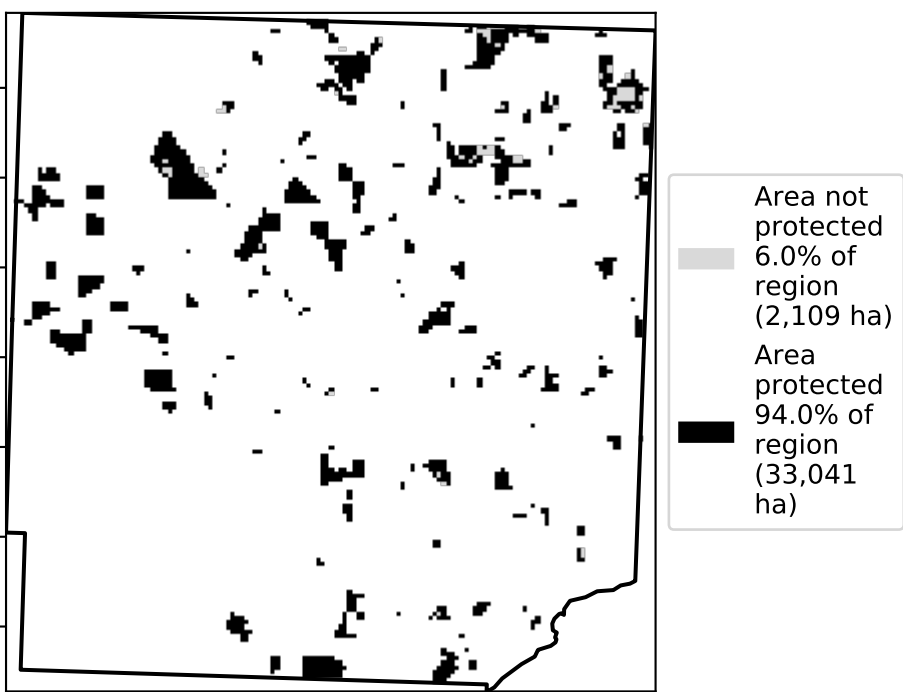 Area not
protected
6.0% of
region
(2,109 ha)
Area
protected
94.0% of
region
(33,041
ha)